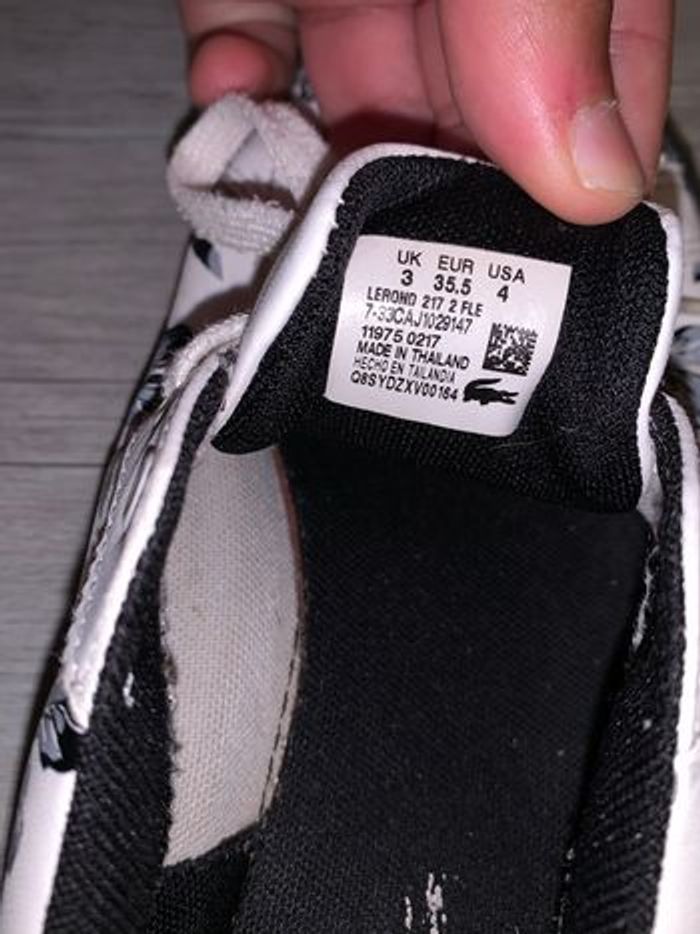 UK EUR USA
3 35.5 4
LEROND 217 2 FLE
7-33CAJ1029147
11975 0217
MADE IN THAILAND
HECHO EN TAILANDIA
Q8SYDZXV00164